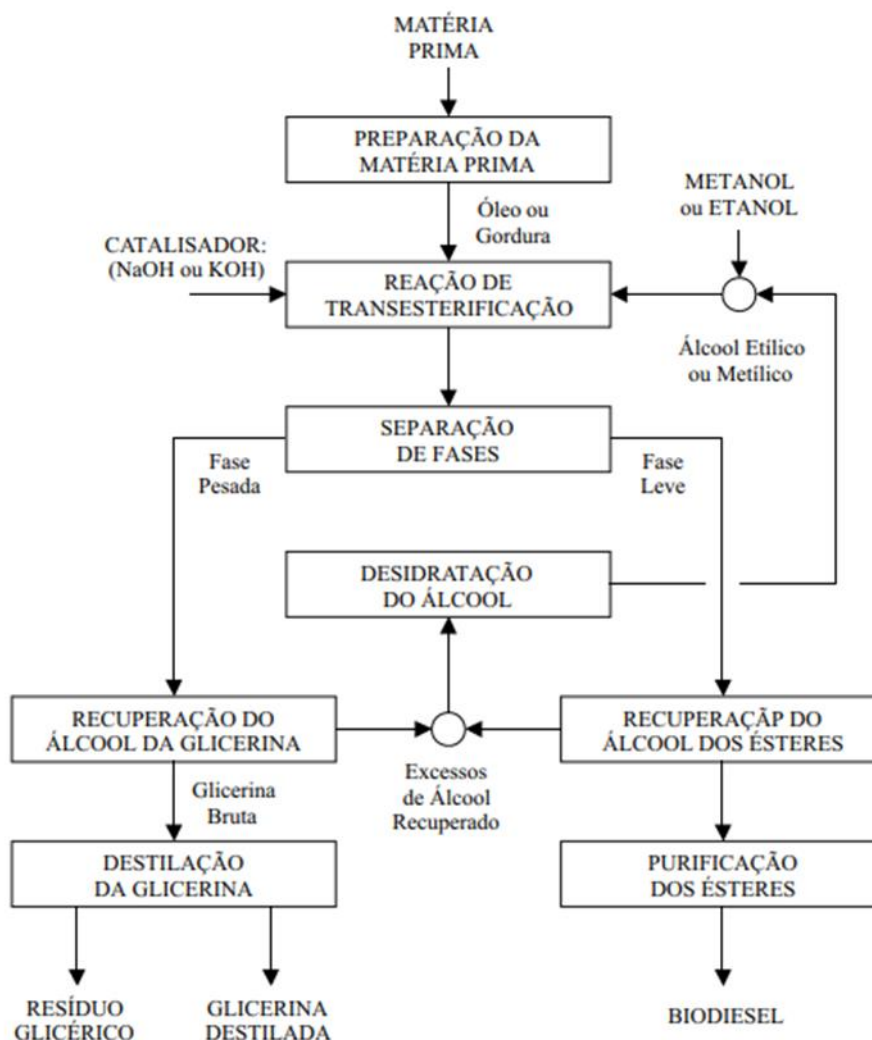 MATÉRIA
PRIMA
PREPARAÇÃO DA
MATÉRIA PRIMA
METANOL
ou ETANOL
Óleo ou
Gordura
CATALISADOR:
(NaOH ou KOH)
REAÇÃO DE
TRANSESTERIFICAÇÃO
Álcool Etílico
ou Metílico
SEPARAÇÃO
DE FASES
Fase
Pesada
Fase
Leve
DESIDRATAÇÃO
DO ÁLCOOL
RECUPERAÇÃO DO
ÁLCOOL DA GLICERINA
RECUPERAÇÃP DO
ÁLCOOL DOS ÉSTERES
Excessos
de Álcool
Recuperado
Glicerina
Bruta
DESTILAÇÃO
DA GLICERINA
PURIFICAÇÃO
DOS ÉSTERES
RESÍDUO
GLICÉRICO
GLICERINA
DESTILADA
BIODIESEL